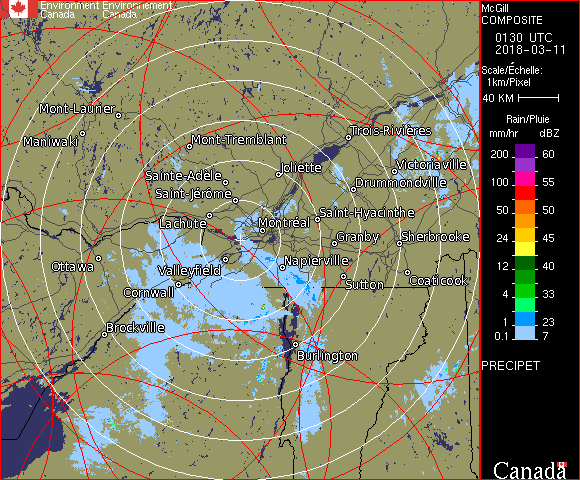 Environment Environnement
Canada Canada
McGill
COMPOSITE
0130 UTC
2018-03-11
Scale/Échelle:
1km/Pixel
40 KM
Rain/Pluie
mm/hr dBZ
200 60
100 55
50 50
24 45
12 40
4 33
1 23
0.1 7
PRECIPET
Canada
Mont-Laurier
Maniwaki
Mont-Tremblant
Trois-Rivières
Sainte-Adèle
Joliette
Victoriaville
Saint-Jérôme
Drummondville
Lachute
Montréal
Saint-Hyacinthe
Granby
Sherbrooke
Ottawa
Valleyfield
Napierville
Cornwall
Sutton
Coaticook
Brockville
Burlington